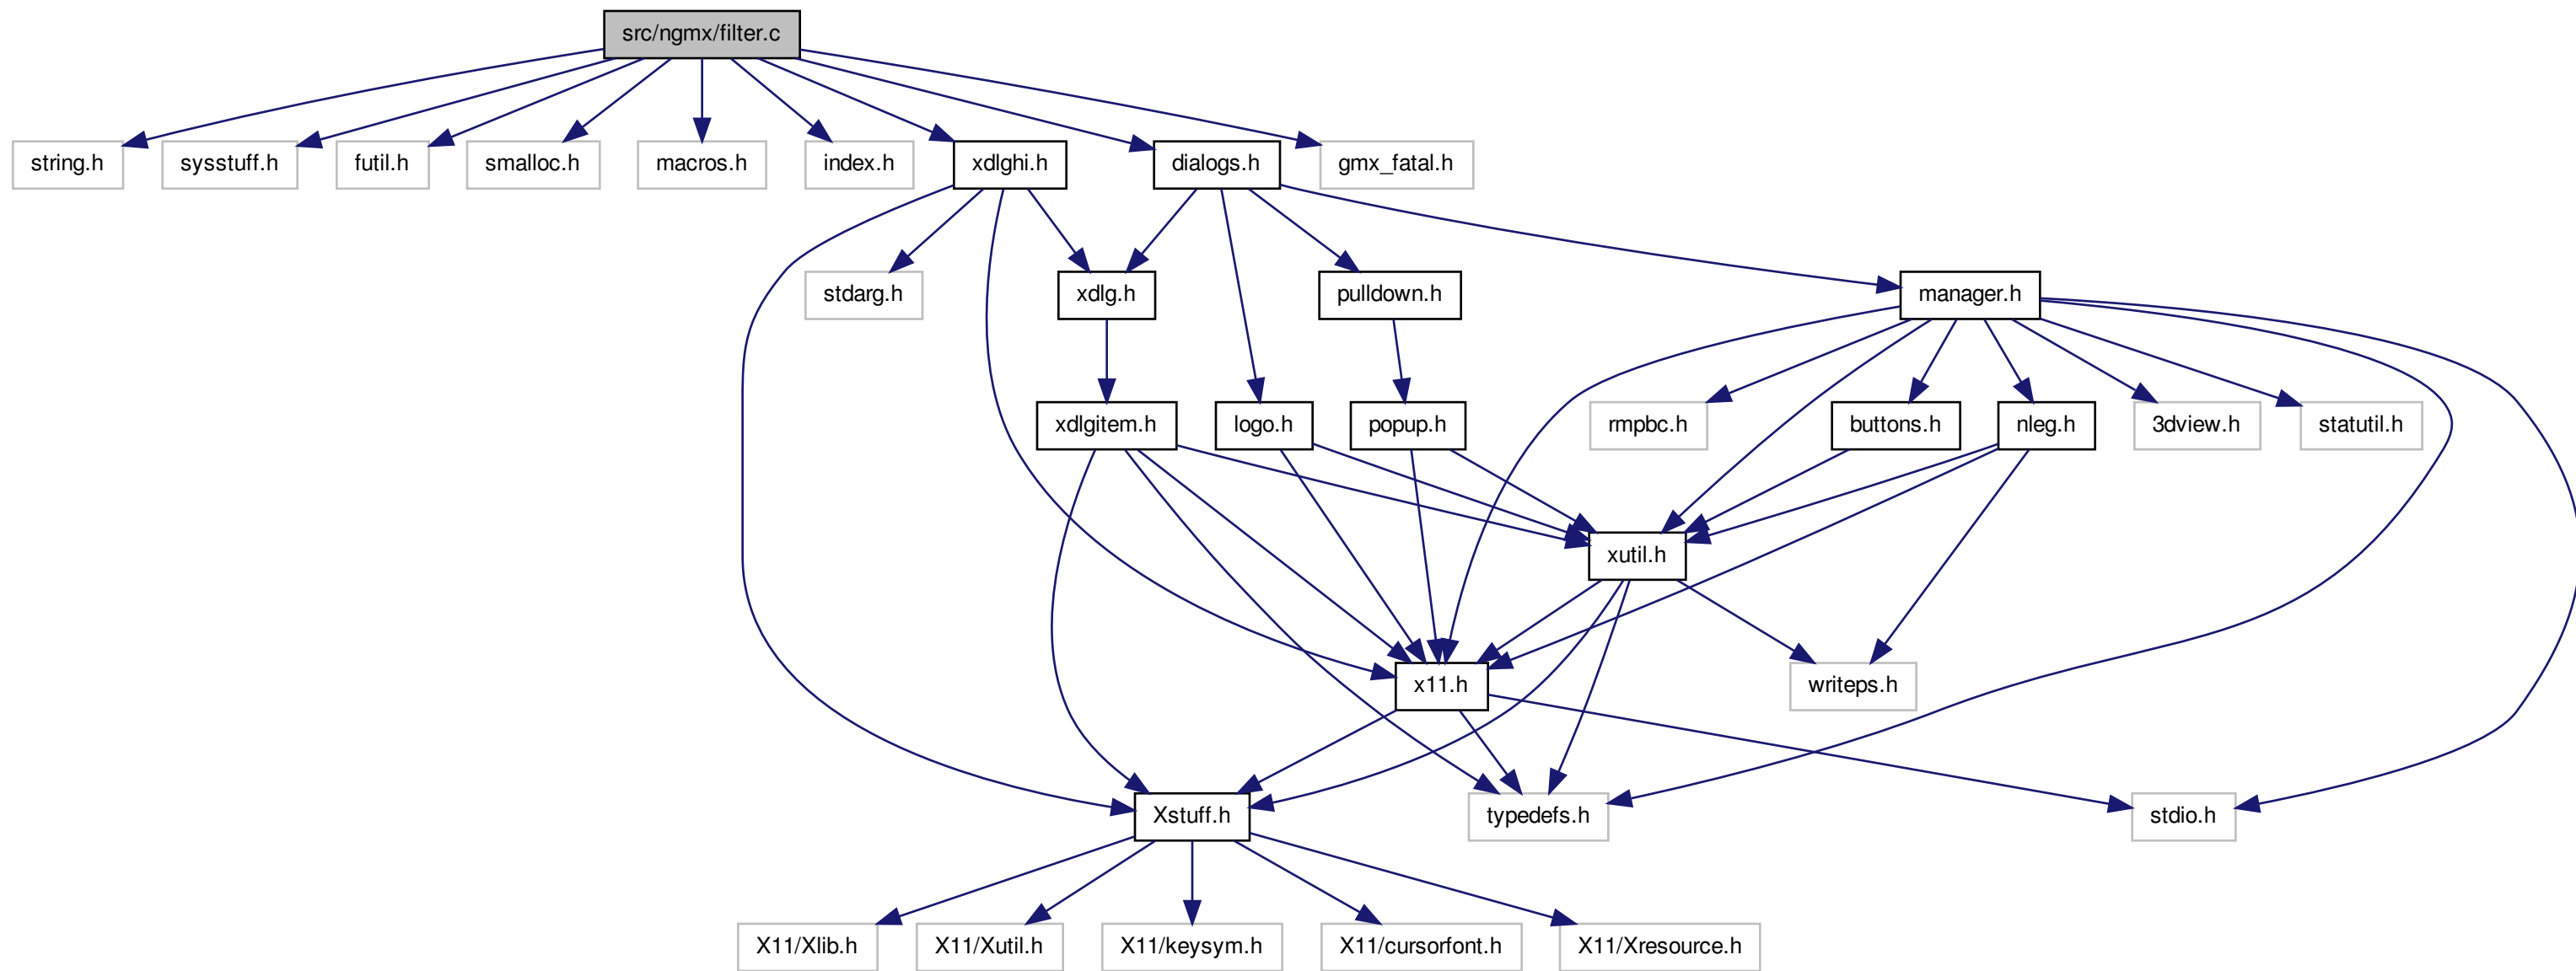 src/ngmx/filter.c
string.h
sysstuff.h
futil.h
smalloc.h
macros.h
index.h
xdlghi.h
dialogs.h
gmx_fatal.h
stdarg.h
xdlg.h
pulldown.h
manager.h
xdlgitem.h
logo.h
popup.h
rmpbc.h
buttons.h
nleg.h
3dview.h
statutil.h
xutil.h
x11.h
writeps.h
Xstuff.h
typedefs.h
stdio.h
X11/Xlib.h
X11/Xutil.h
X11/keysym.h
X11/cursorfont.h
X11/Xresource.h